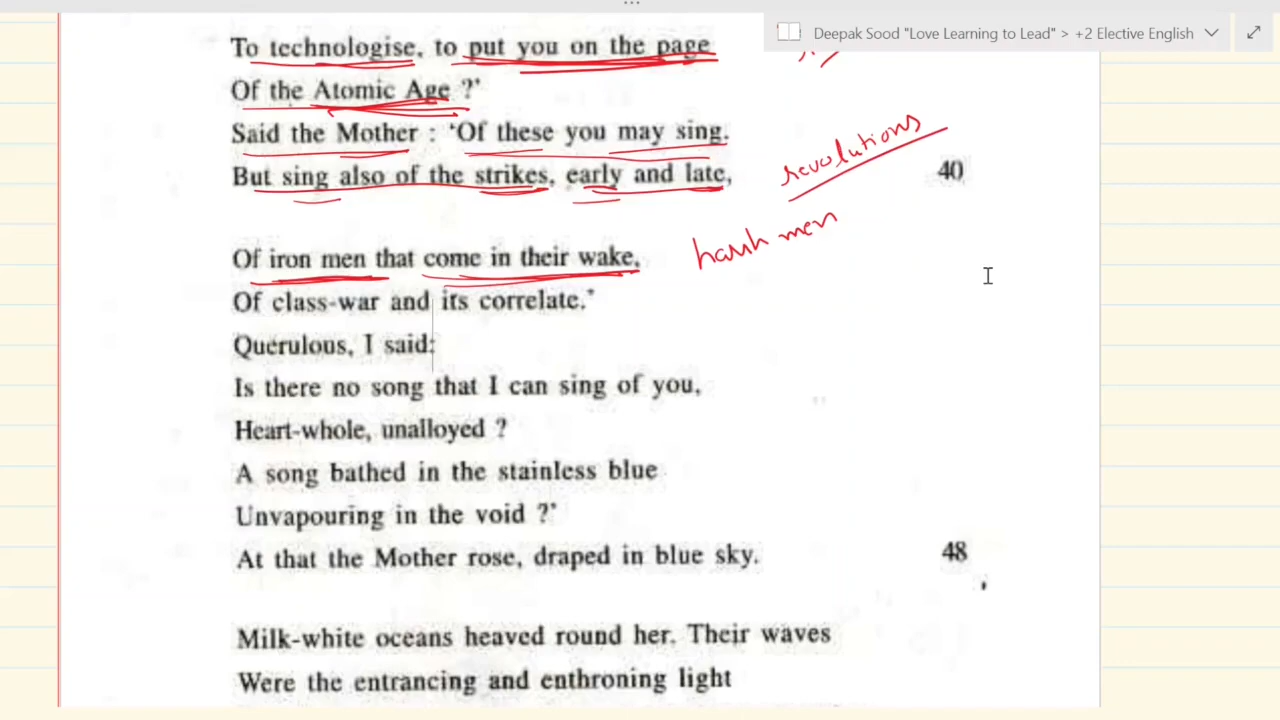 Deepak Sood "Love Learning to Lead" > +2 Elective English
To technologise, to put you on the page
Of the Atomic Age ?'
Said the Mother : 'Of these you may sing.
But sing also of the strikes, early and late,
revolutions
40
Of iron men that come in their wake,
harsh men
Of class-war and its correlate.'
Querulous, I said:
Is there no song that I can sing of you,
Heart-whole, unalloyed ?
A song bathed in the stainless blue
Unvapouring in the void ?'
At that the Mother rose, draped in blue sky.
48
Milk-white oceans heaved round her. Their waves
Were the entrancing and enthroning light